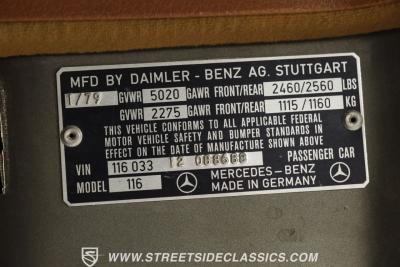 MFD BY DAIMLER - BENZ AG. STUTTGART
1/79 GVWR 5020 GAWR FRONT/REAR 2460/2560 LBS
GVWR 2275 GAWR FRONT/REAR 1115/1160 KG
THIS VEHICLE CONFORMS TO ALL APPLICABLE FEDERAL
MOTOR VEHICLE SAFETY AND BUMPER STANDARDS IN
EFFECT ON THE DATE OF MANUFACTURE SHOWN ABOVE
VIN 116 033 12 088688 PASSENGER CAR
MODEL 116 MERCEDES-BENZ
MADE IN GERMANY
STREETSIDE CLASSICS
WWW.STREETSIDECLASSICS.COM